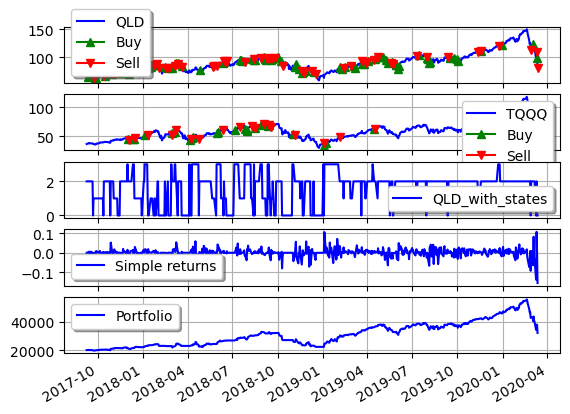 150
100
QLD
Buy
Sell
100
50
TQQQ
Buy
Sell
2
0
QLD_with_states
0.1
0.0
−0.1
Simple returns
40000
20000
Portfolio
2017-10 2018-01 2018-04 2018-07 2018-10 2019-01 2019-04 2019-07 2019-10 2020-01 2020-04